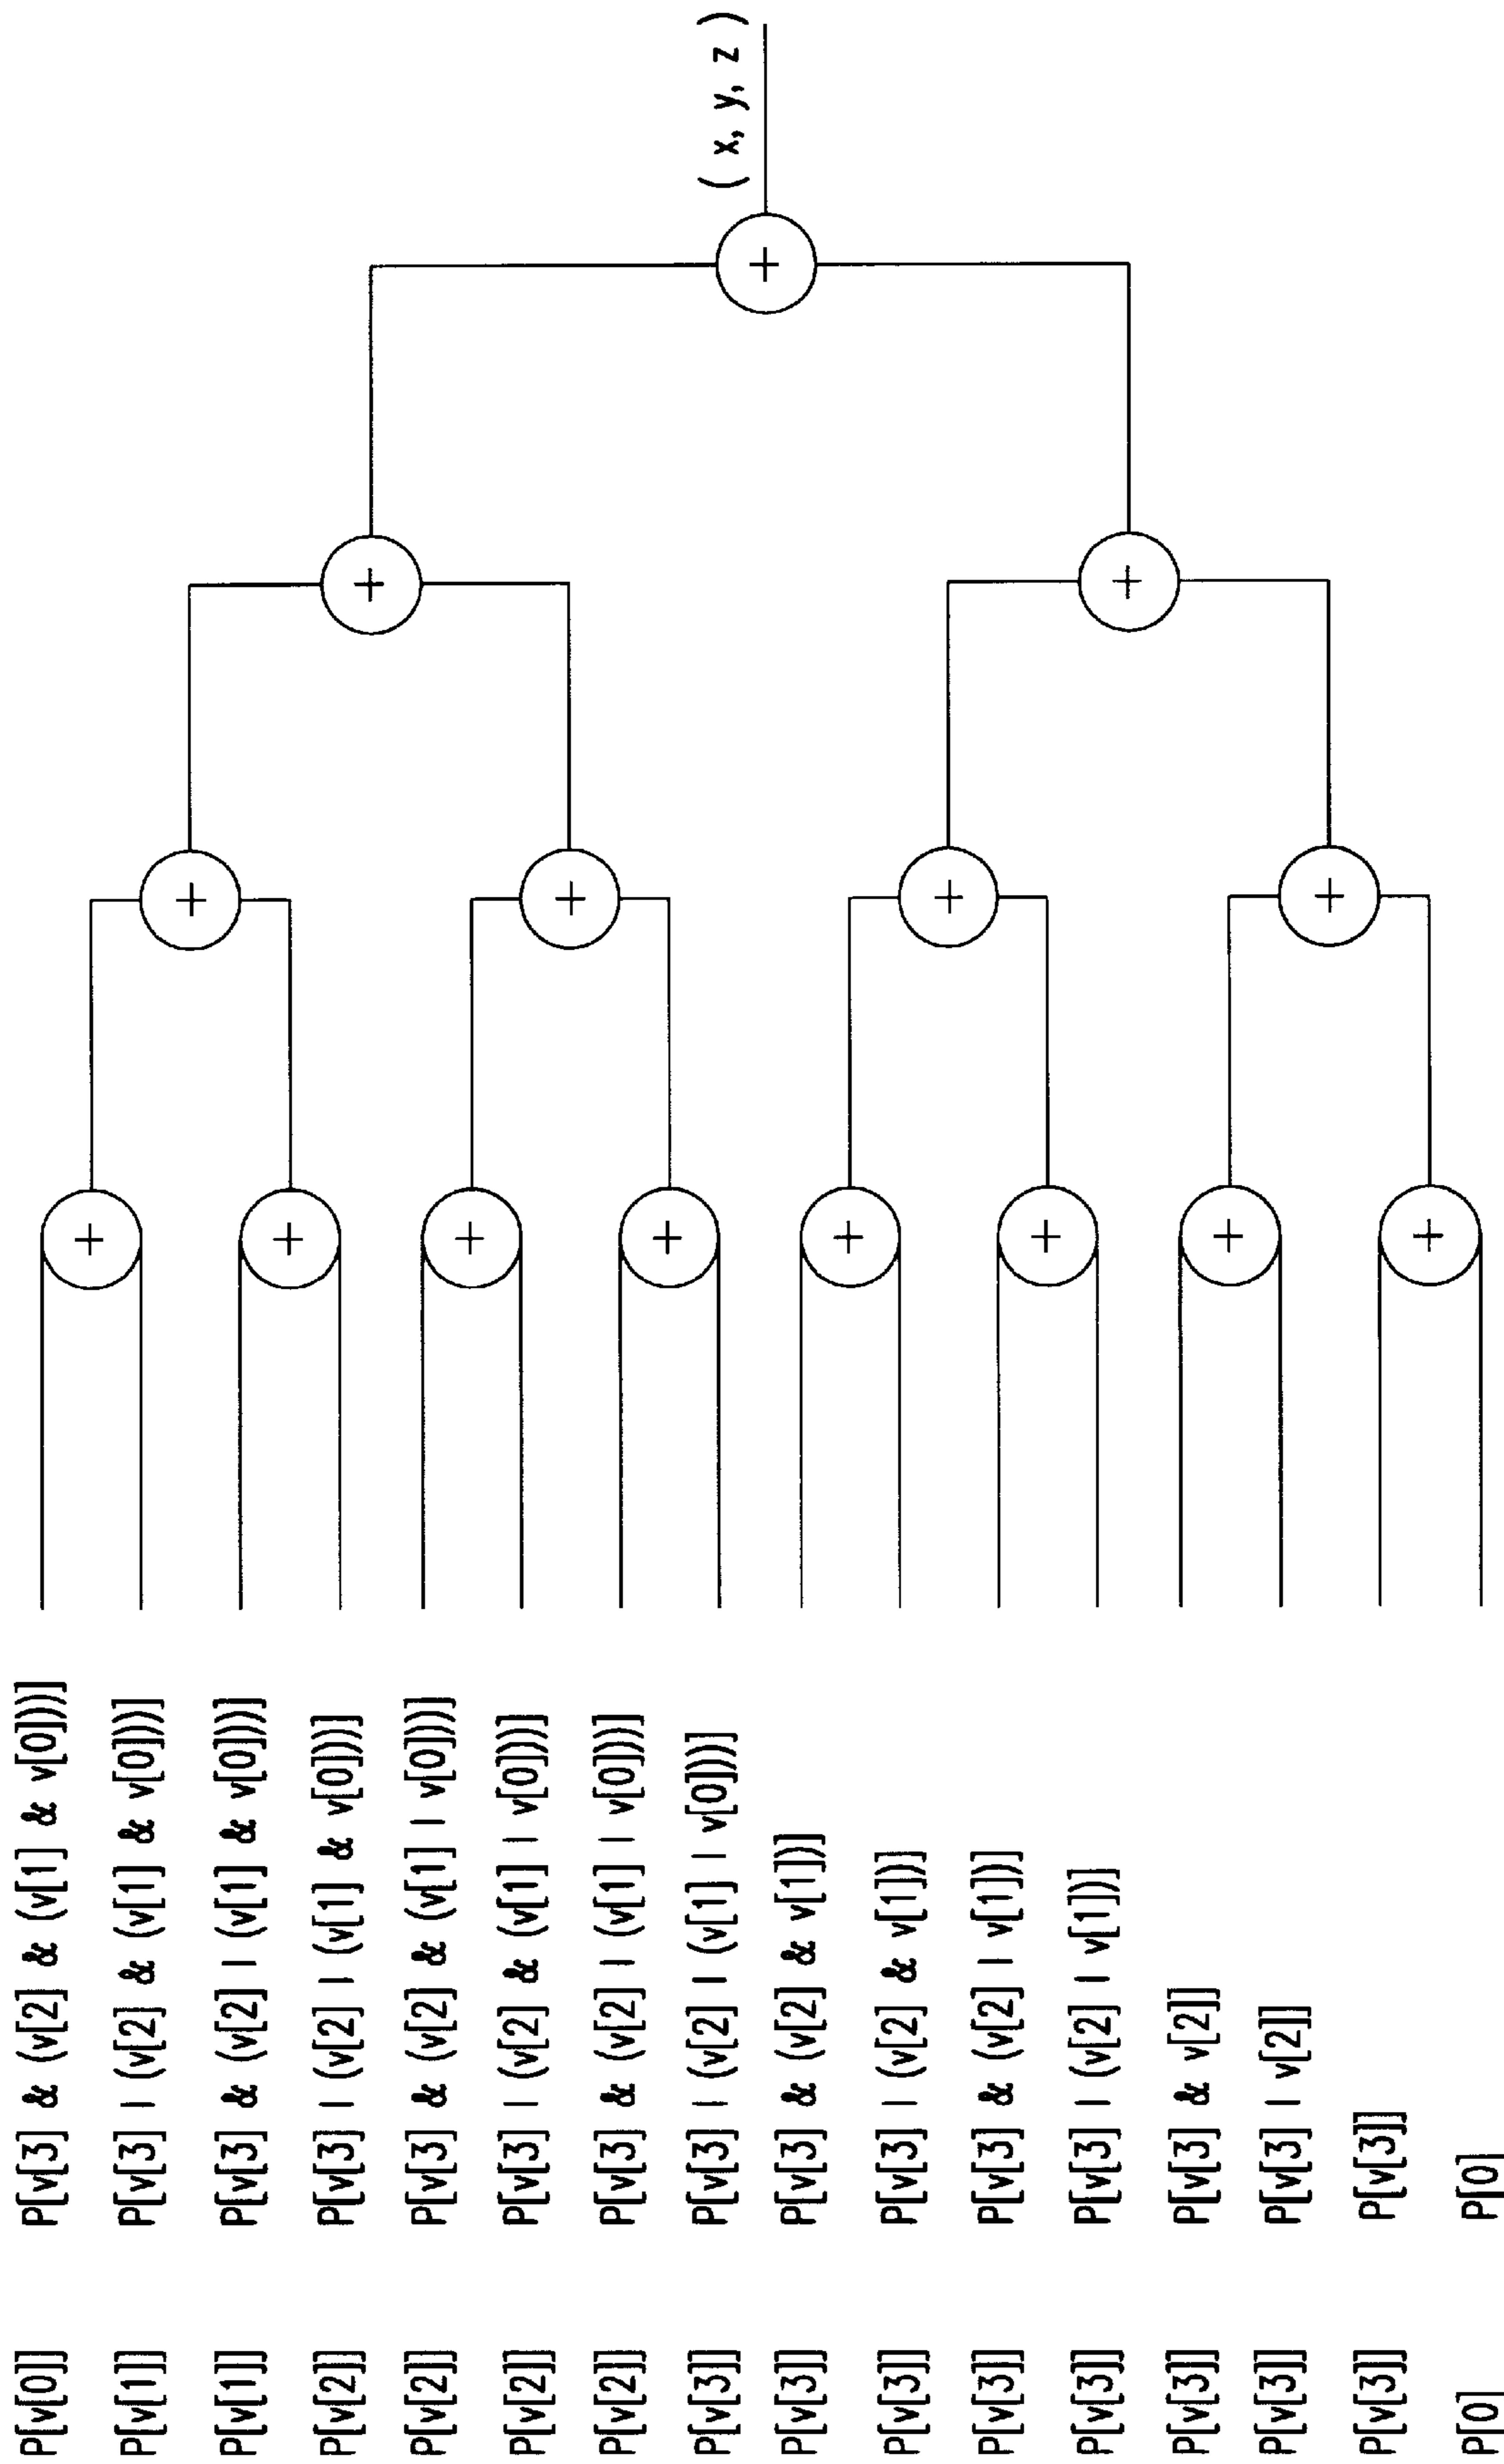 P[v[0]] P[v[3] & (v[2] & (v[1] & v[0]))]
+
P[v[1]] P[v[3] | (v[2] & (v[1] & v[0]))]
+
P[v[1]] P[v[3] & (v[2] | (v[1] & v[0]))]
+
P[v[2]] P[v[3] | (v[2] | (v[1] & v[0]))]
+
P[v[2]] P[v[3] & (v[2] & (v[1] | v[0]))]
+
P[v[2]] P[v[3] | (v[2] & (v[1] | v[0]))]
+
P[v[2]] P[v[3] & (v[2] | (v[1] | v[0]))]
+
P[v[3]] P[v[3] | (v[2] | (v[1] | v[0]))]
( x, y, z )
+
P[v[3]] P[v[3] & (v[2] & v[1])]
+
P[v[3]] P[v[3] | (v[2] & v[1])]
+
P[v[3]] P[v[3] & (v[2] | v[1])]
+
P[v[3]] P[v[3] | (v[2] | v[1])]
+
P[v[3]] P[v[3] & v[2]]
+
P[v[3]] P[v[3] | v[2]]
+
P[v[3]] P[v[3]]
+
P[0] P[0]